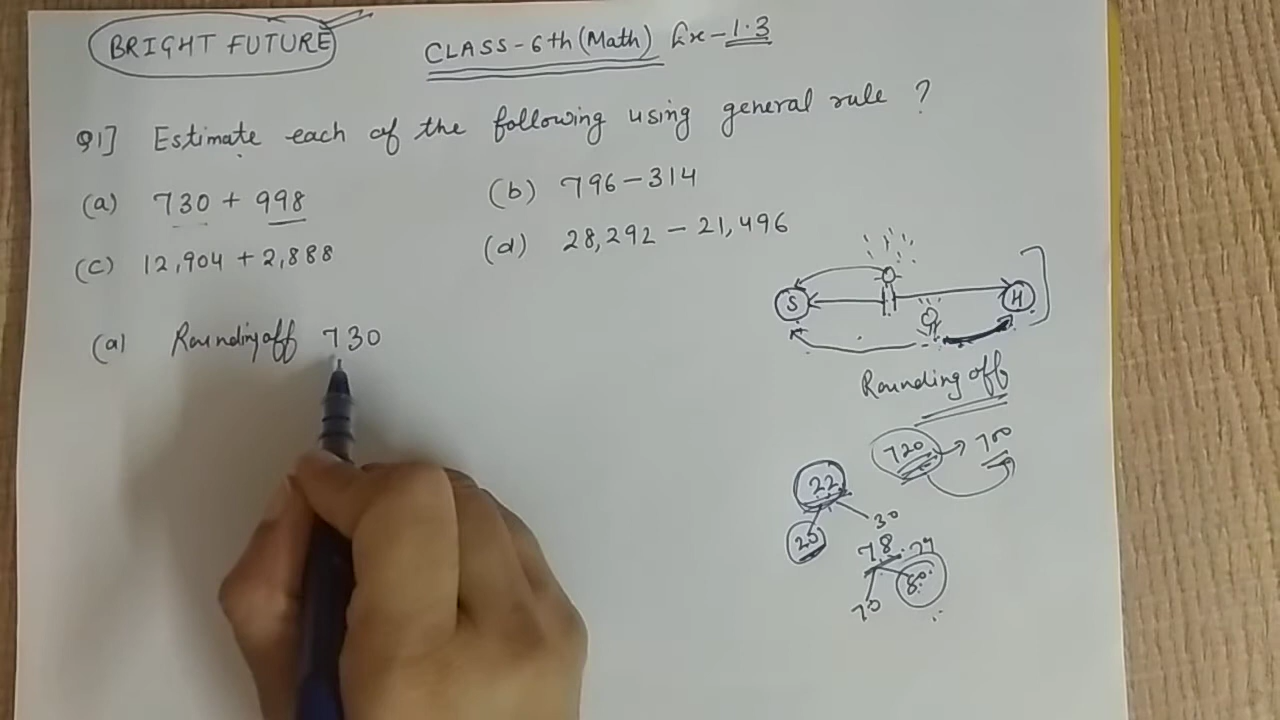 BRIGHT FUTURE
CLASS-6th (Math) Ex-1.3
Q1] Estimate each of the following using general rule ?
(a) 730 + 998
(b) 796-314
(c) 12,904 + 2,888
(d) 28,292 - 21,496
S
H
(a) Rounding off 730
Rounding off
720 → 700
22
20
30
78.79
70
80